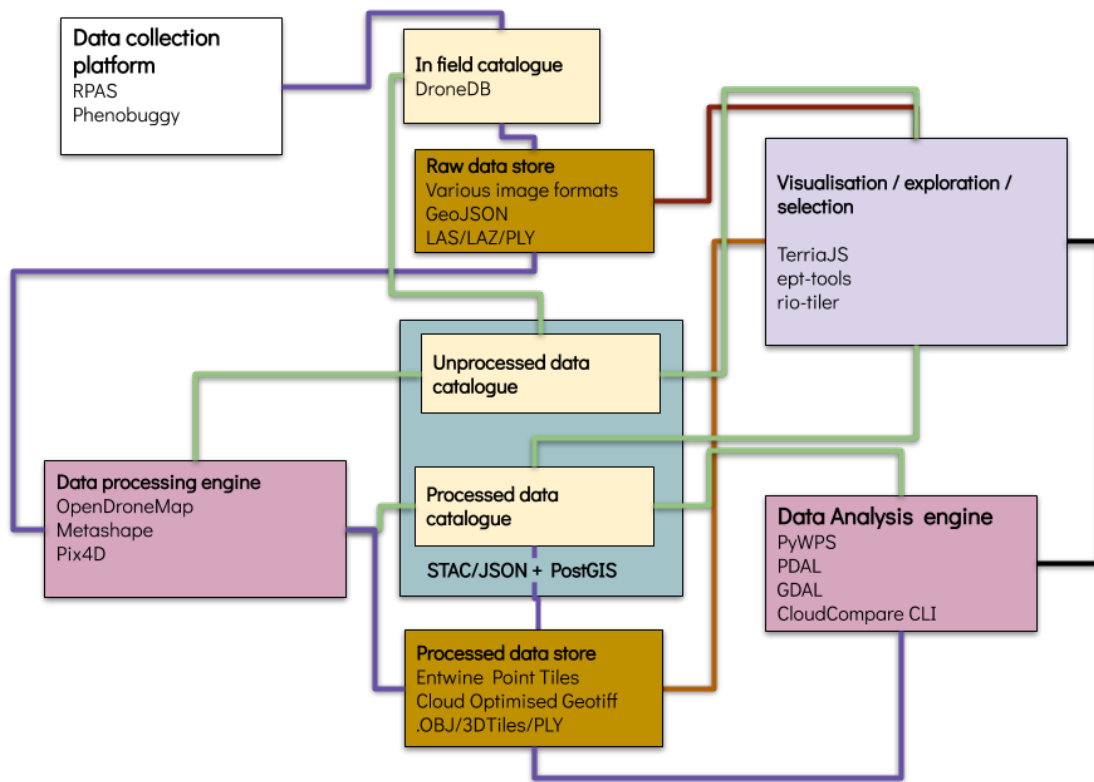 Data collection
platform
RPAS
Phenobuggy
In field catalogue
DroneDB
Raw data store
Various image formats
GeoJSON
LAS/LAZ/PLY
Visualisation / exploration /
selection
TerriaJS
ept-tools
rio-tiler
Unprocessed data
catalogue
Data processing engine
OpenDroneMap
Metashape
Pix4D
Processed data
catalogue
STAC/JSON + PostGIS
Data Analysis engine
PyWPS
PDAL
GDAL
CloudCompare CLI
Processed data store
Entwine Point Tiles
Cloud Optimised Geotiff
.OBJ/3DTiles/PLY